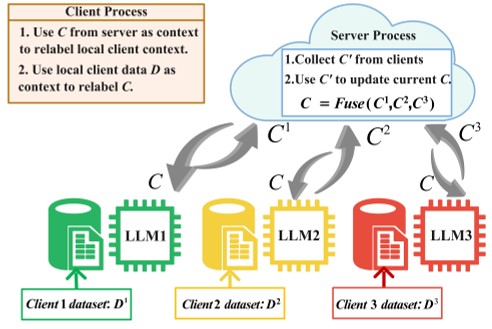 Client Process
1. Use C from server as context
to relabel local client context.
2. Use local client data D as
context to relabel C.
Server Process
1.Collect C′ from clients
2.Use C′ to update current C.
C = Fuse(C¹,C²,C³)
C¹
C²
C³
C
C
C
LLM1
LLM2
LLM3
Client 1 dataset: D¹
Client 2 dataset: D²
Client 3 dataset: D³